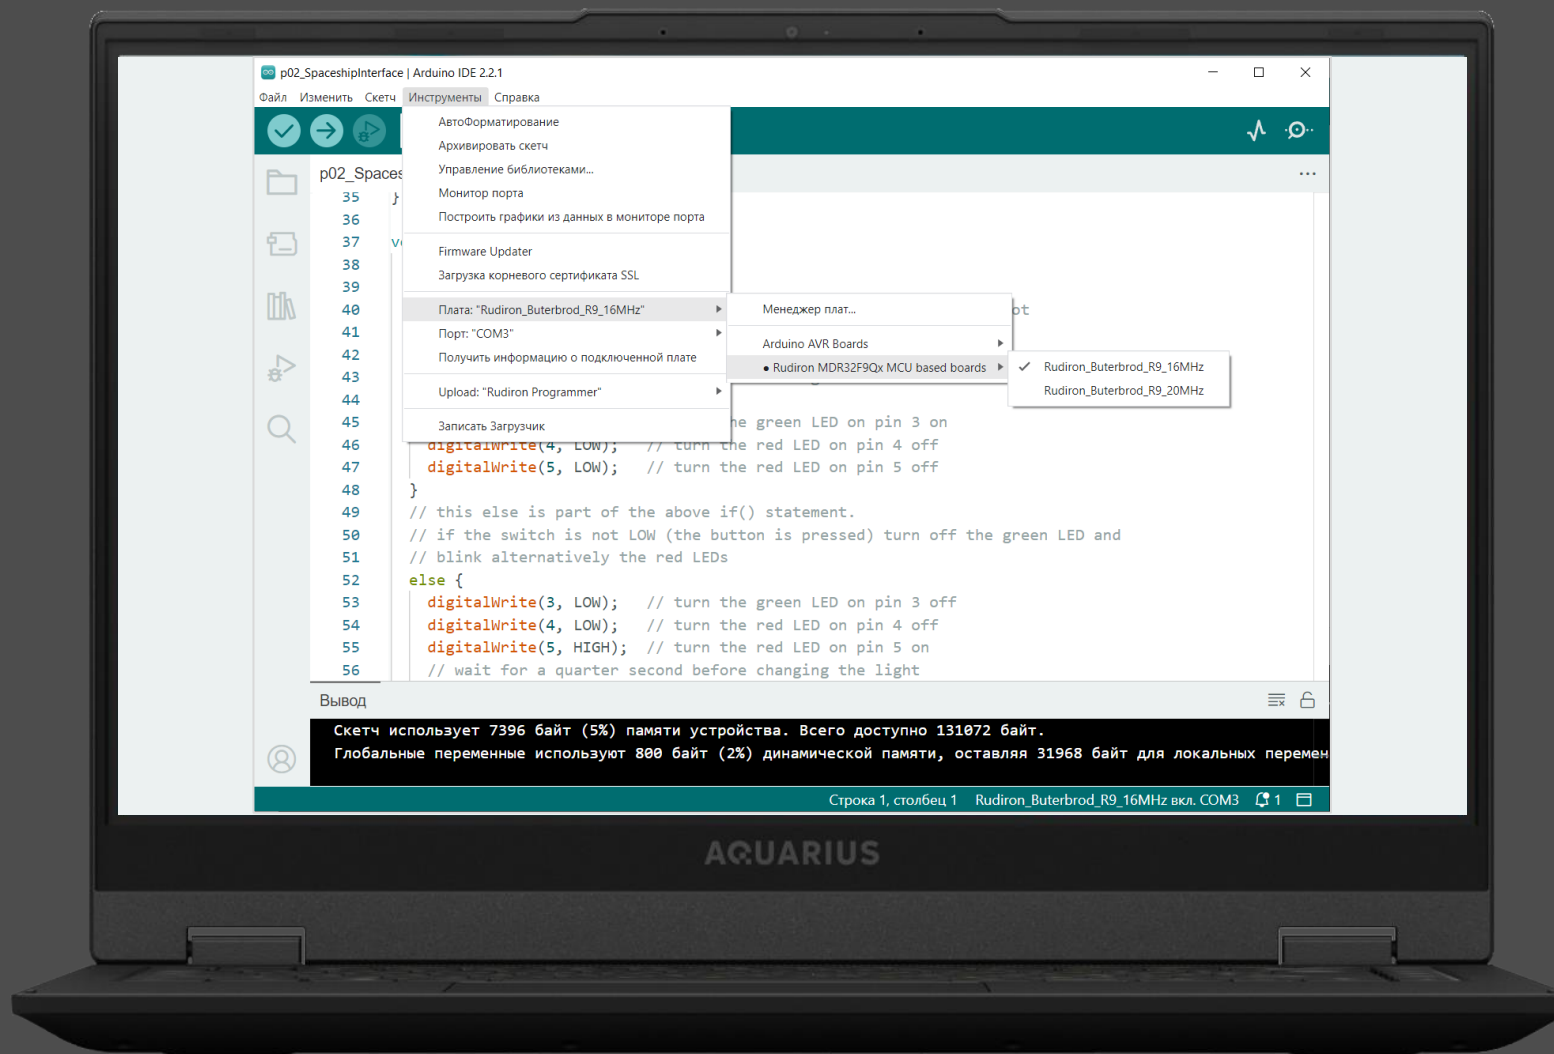 p02_SpaceshipInterface | Arduino IDE 2.2.1
Файл Изменить Скетч Инструменты Справка
АвтоФорматирование
Архивировать скетч
Управление библиотеками...
Монитор порта
Построить графики из данных в мониторе порта
Firmware Updater
Загрузка корневого сертификата SSL
Плата: "Rudiron_Buterbrod_R9_16MHz"
Порт: "COM3"
Получить информацию о подключенной плате
Upload: "Rudiron Programmer"
Записать Загрузчик
Менеджер плат...
Arduino AVR Boards
● Rudiron MDR32F9Qx MCU based boards
✓ Rudiron_Buterbrod_R9_16MHz
Rudiron_Buterbrod_R9_20MHz
p02_Spaces
35 }
36
37
38
39
40
41
42
43
44
45 the green LED on pin 3 on
46 digitalWrite(4, LOW); // turn the red LED on pin 4 off
47 digitalWrite(5, LOW); // turn the red LED on pin 5 off
48 }
49 // this else is part of the above if() statement.
50 // if the switch is not LOW (the button is pressed) turn off the green LED and
51 // blink alternatively the red LEDs
52 else {
53 digitalWrite(3, LOW); // turn the green LED on pin 3 off
54 digitalWrite(4, LOW); // turn the red LED on pin 4 off
55 digitalWrite(5, HIGH); // turn the red LED on pin 5 on
56 // wait for a quarter second before changing the light
Вывод
Скетч использует 7396 байт (5%) памяти устройства. Всего доступно 131072 байт.
Глобальные переменные используют 800 байт (2%) динамической памяти, оставляя 31968 байт для локальных перемен
Строка 1, столбец 1 Rudiron_Buterbrod_R9_16MHz вкл. COM3 1
AQUARIUS